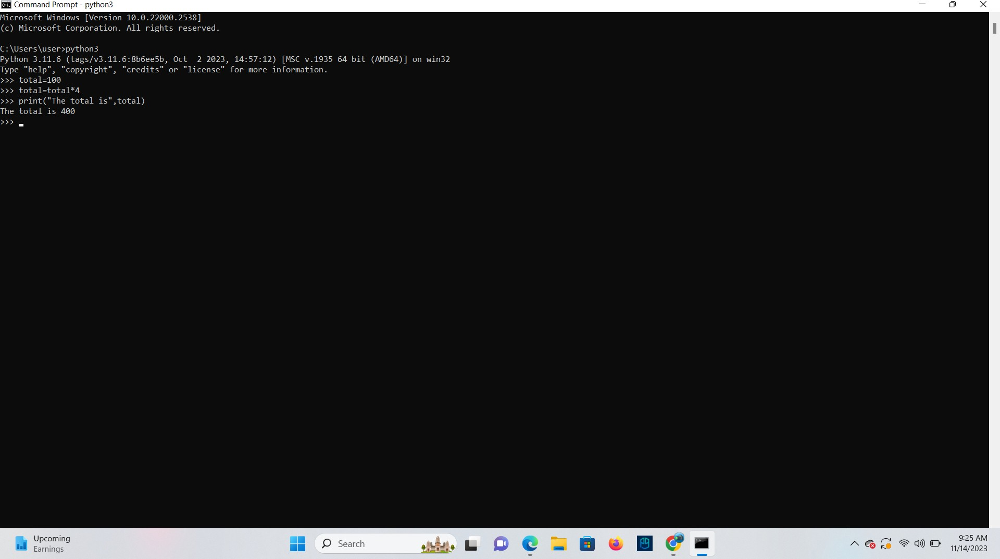 Command Prompt - python3
Microsoft Windows [Version 10.0.22000.2538]
(c) Microsoft Corporation. All rights reserved.
C:\Users\user>python3
Python 3.11.6 (tags/v3.11.6:8b6ee5b, Oct  2 2023, 14:57:12) [MSC v.1935 64 bit (AMD64)] on win32
Type "help", "copyright", "credits" or "license" for more information.
>>> total=100
>>> total=total*4
>>> print("The total is",total)
The total is 400
>>>
Upcoming
Earnings
Search
9:25 AM
11/14/2023